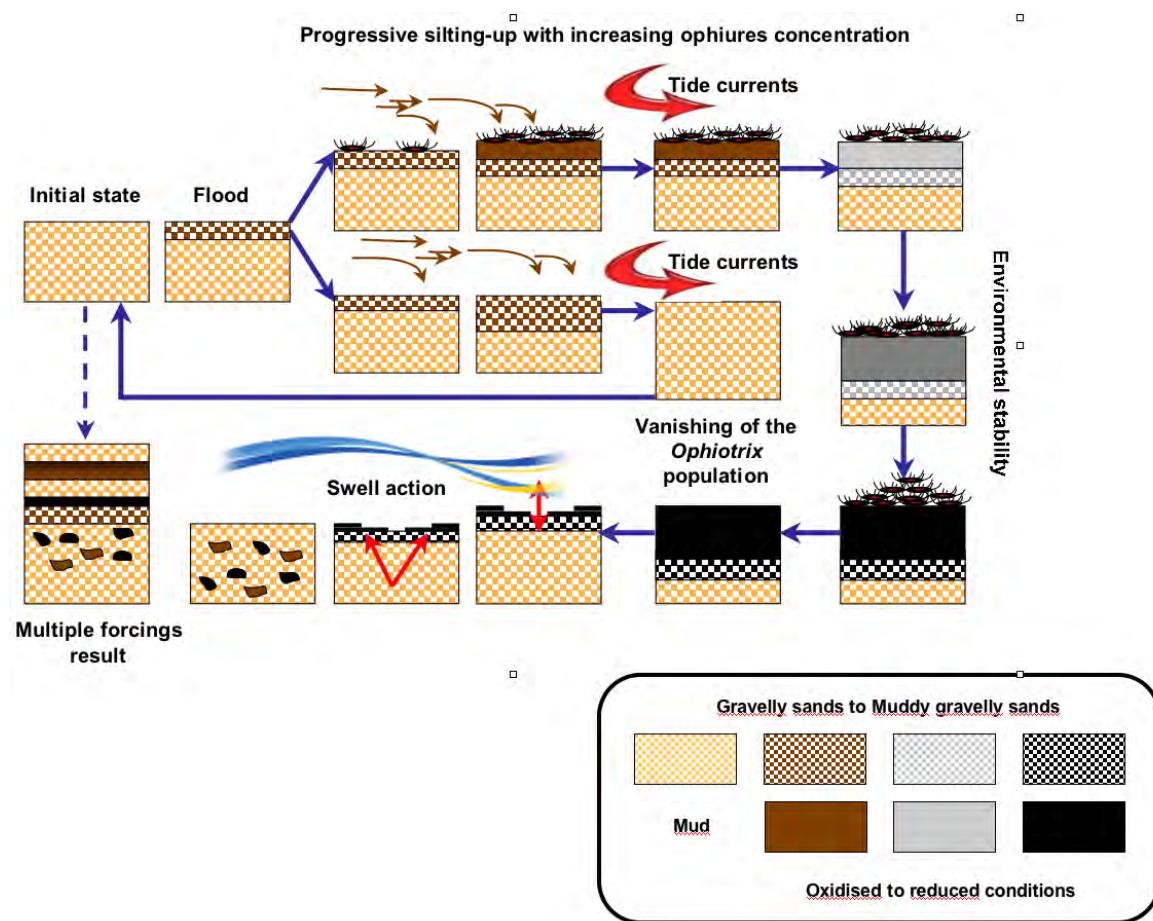 Progressive silting-up with increasing ophiures concentration
Tide currents
Initial state
Flood
Tide currents
Environmental stability
Vanishing of the
Ophiotrix
population
Swell action
Multiple forcings
result
Gravelly sands to Muddy gravelly sands
Mud
Oxidised to reduced conditions